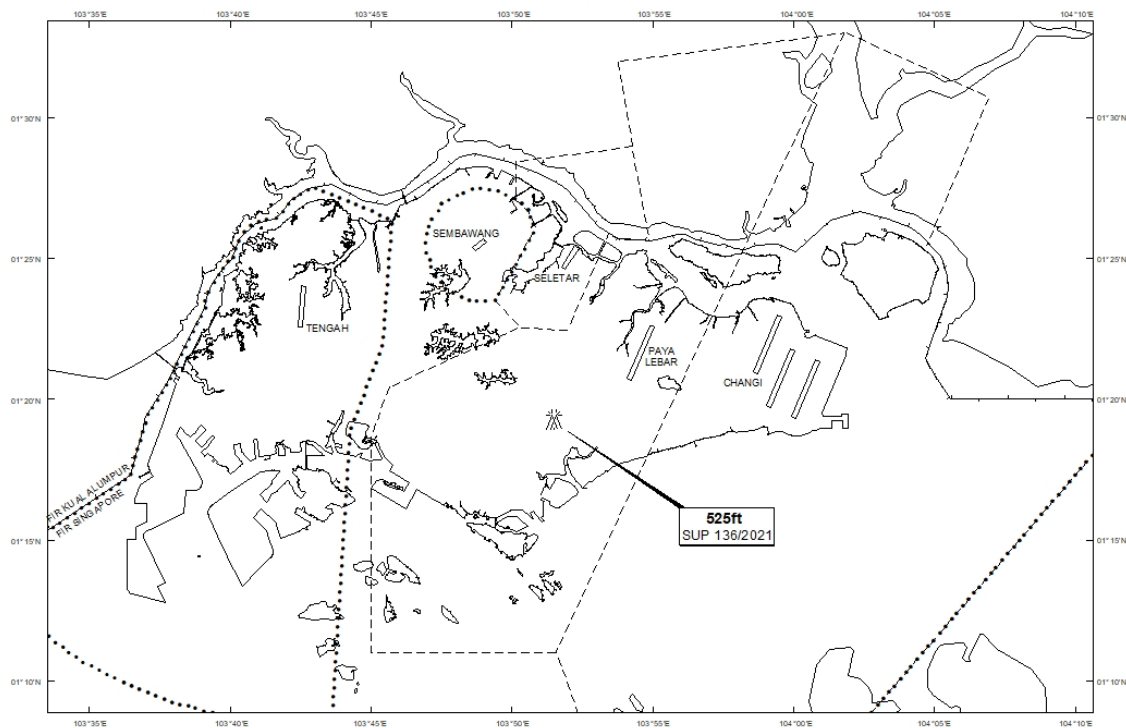 103°35'E
103°40'E
103°45'E
103°50'E
103°55'E
104°00'E
104°05'E
104°10'E
01°30'N
01°30'N
SEMBAWANG
01°25'N
01°25'N
SELETAR
TENGAH
PAYA
LEBAR
CHANGI
01°20'N
01°20'N
FIR KUALALUMPUR
FIR SINGAPORE
525ft
SUP 136/2021
01°15'N
01°15'N
01°10'N
01°10'N
103°35'E
103°40'E
103°45'E
103°50'E
103°55'E
104°00'E
104°05'E
104°10'E